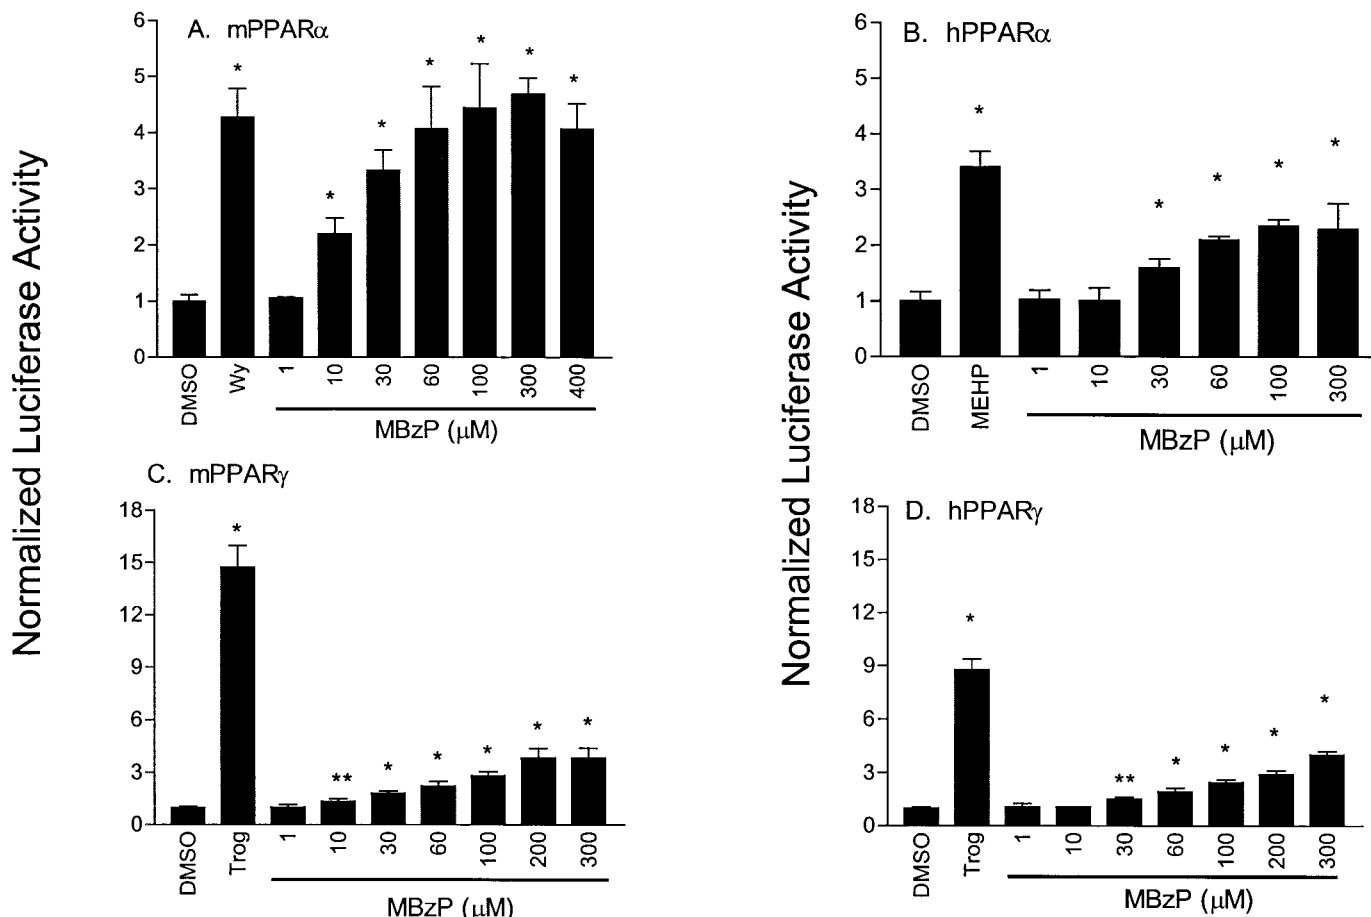 Normalized Luciferase Activity
A. mPPARα
6
5
4
3
2
1
0
* * * * * * *
DMSO Wy 1 10 30 60 100 300 400
MBzP (μM)
C. mPPARγ
18
15
12
9
6
3
0
* ** * * * * *
DMSO Trog 1 10 30 60 100 200 300
MBzP (μM)
Normalized Luciferase Activity
B. hPPARα
6
5
4
3
2
1
0
* * * * *
DMSO MEHP 1 10 30 60 100 300
MBzP (μM)
D. hPPARγ
18
15
12
9
6
3
0
* ** * * * *
DMSO Trog 1 10 30 60 100 200 300
MBzP (μM)